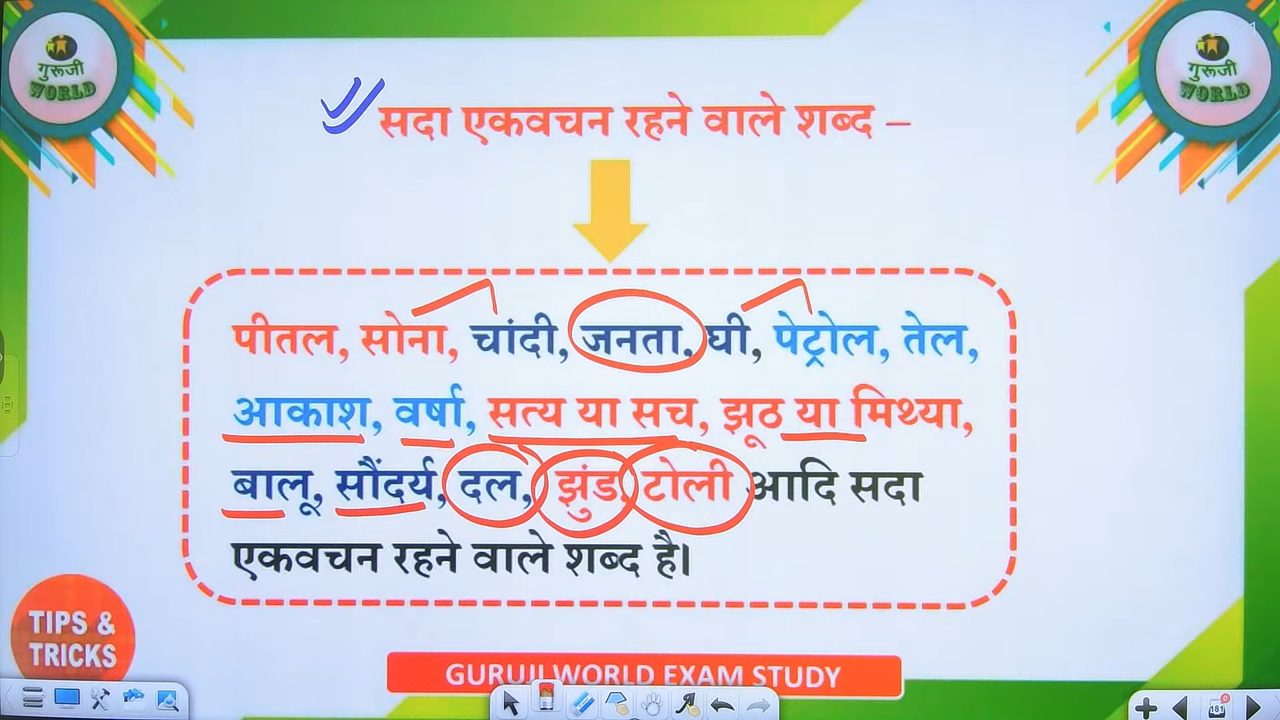 गुरूजी
WORLD
गुरूजी
WORLD
सदा एकवचन रहने वाले शब्द –
पीतल, सोना, चांदी, जनता, घी, पेट्रोल, तेल,
आकाश, वर्षा, सत्य या सच, झूठ या मिथ्या,
बालू, सौंदर्य, दल, झुंड, टोली आदि सदा
एकवचन रहने वाले शब्द है।
TIPS &
TRICKS
GURUJI WORLD EXAM STUDY
181